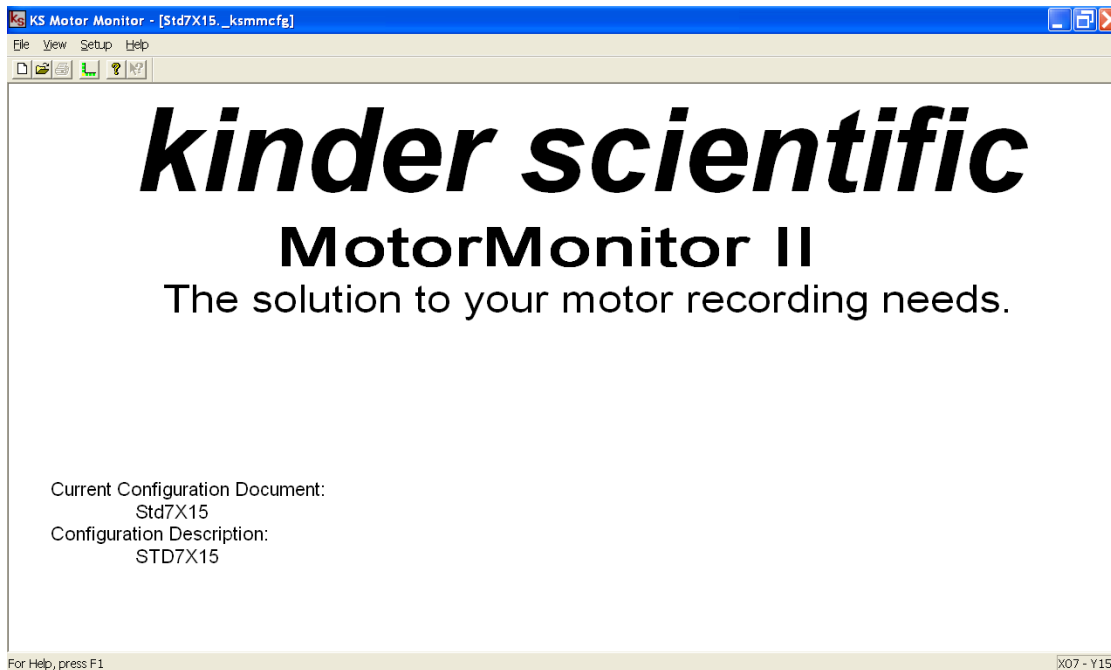 KS Motor Monitor - [Std7X15._ksmmcfg]
File View Setup Help
kinder scientific
MotorMonitor II
The solution to your motor recording needs.
Current Configuration Document:
Std7X15
Configuration Description:
STD7X15
For Help, press F1
X07 - Y15